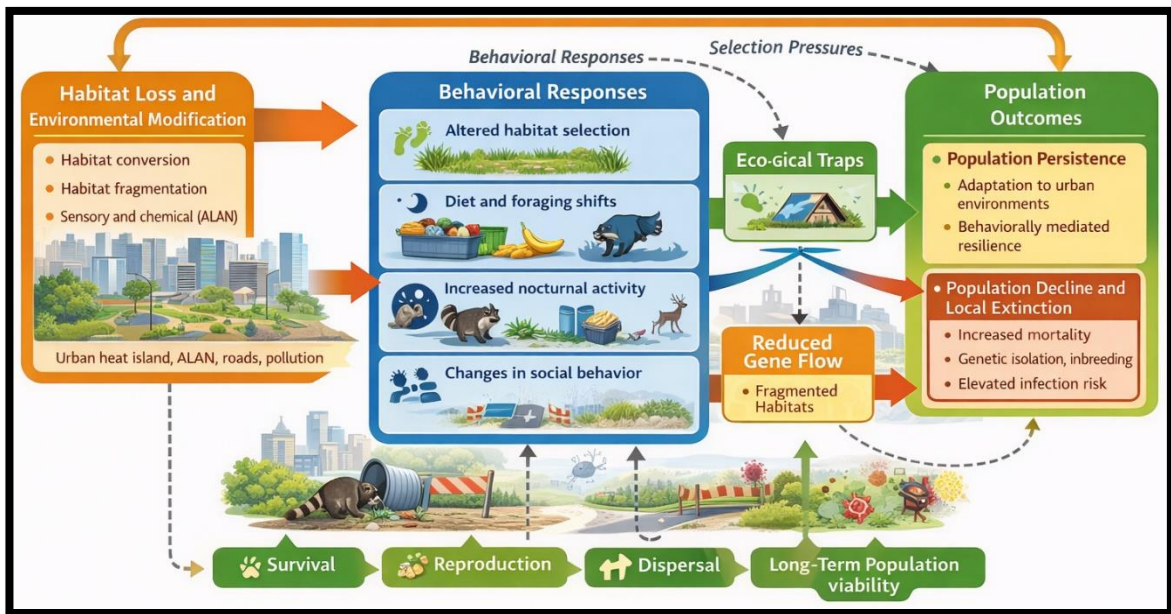 Behavioral Responses
Selection Pressures
Habitat Loss and
Environmental Modification
• Habitat conversion
• Habitat fragmentation
• Sensory and chemical (ALAN)
Urban heat island, ALAN, roads, pollution
Behavioral Responses
Altered habitat selection
Diet and foraging shifts
Increased nocturnal activity
Changes in social behavior
Eco-gical Traps
Reduced
Gene Flow
• Fragmented
Habitats
Population
Outcomes
• Population Persistence
• Adaptation to urban
environments
• Behaviorally mediated
resilience
• Population Decline and
Local Extinction
• Increased mortality
• Genetic isolation, inbreeding
• Elevated infection risk
Survival
Reproduction
Dispersal
Long-Term Population
viability